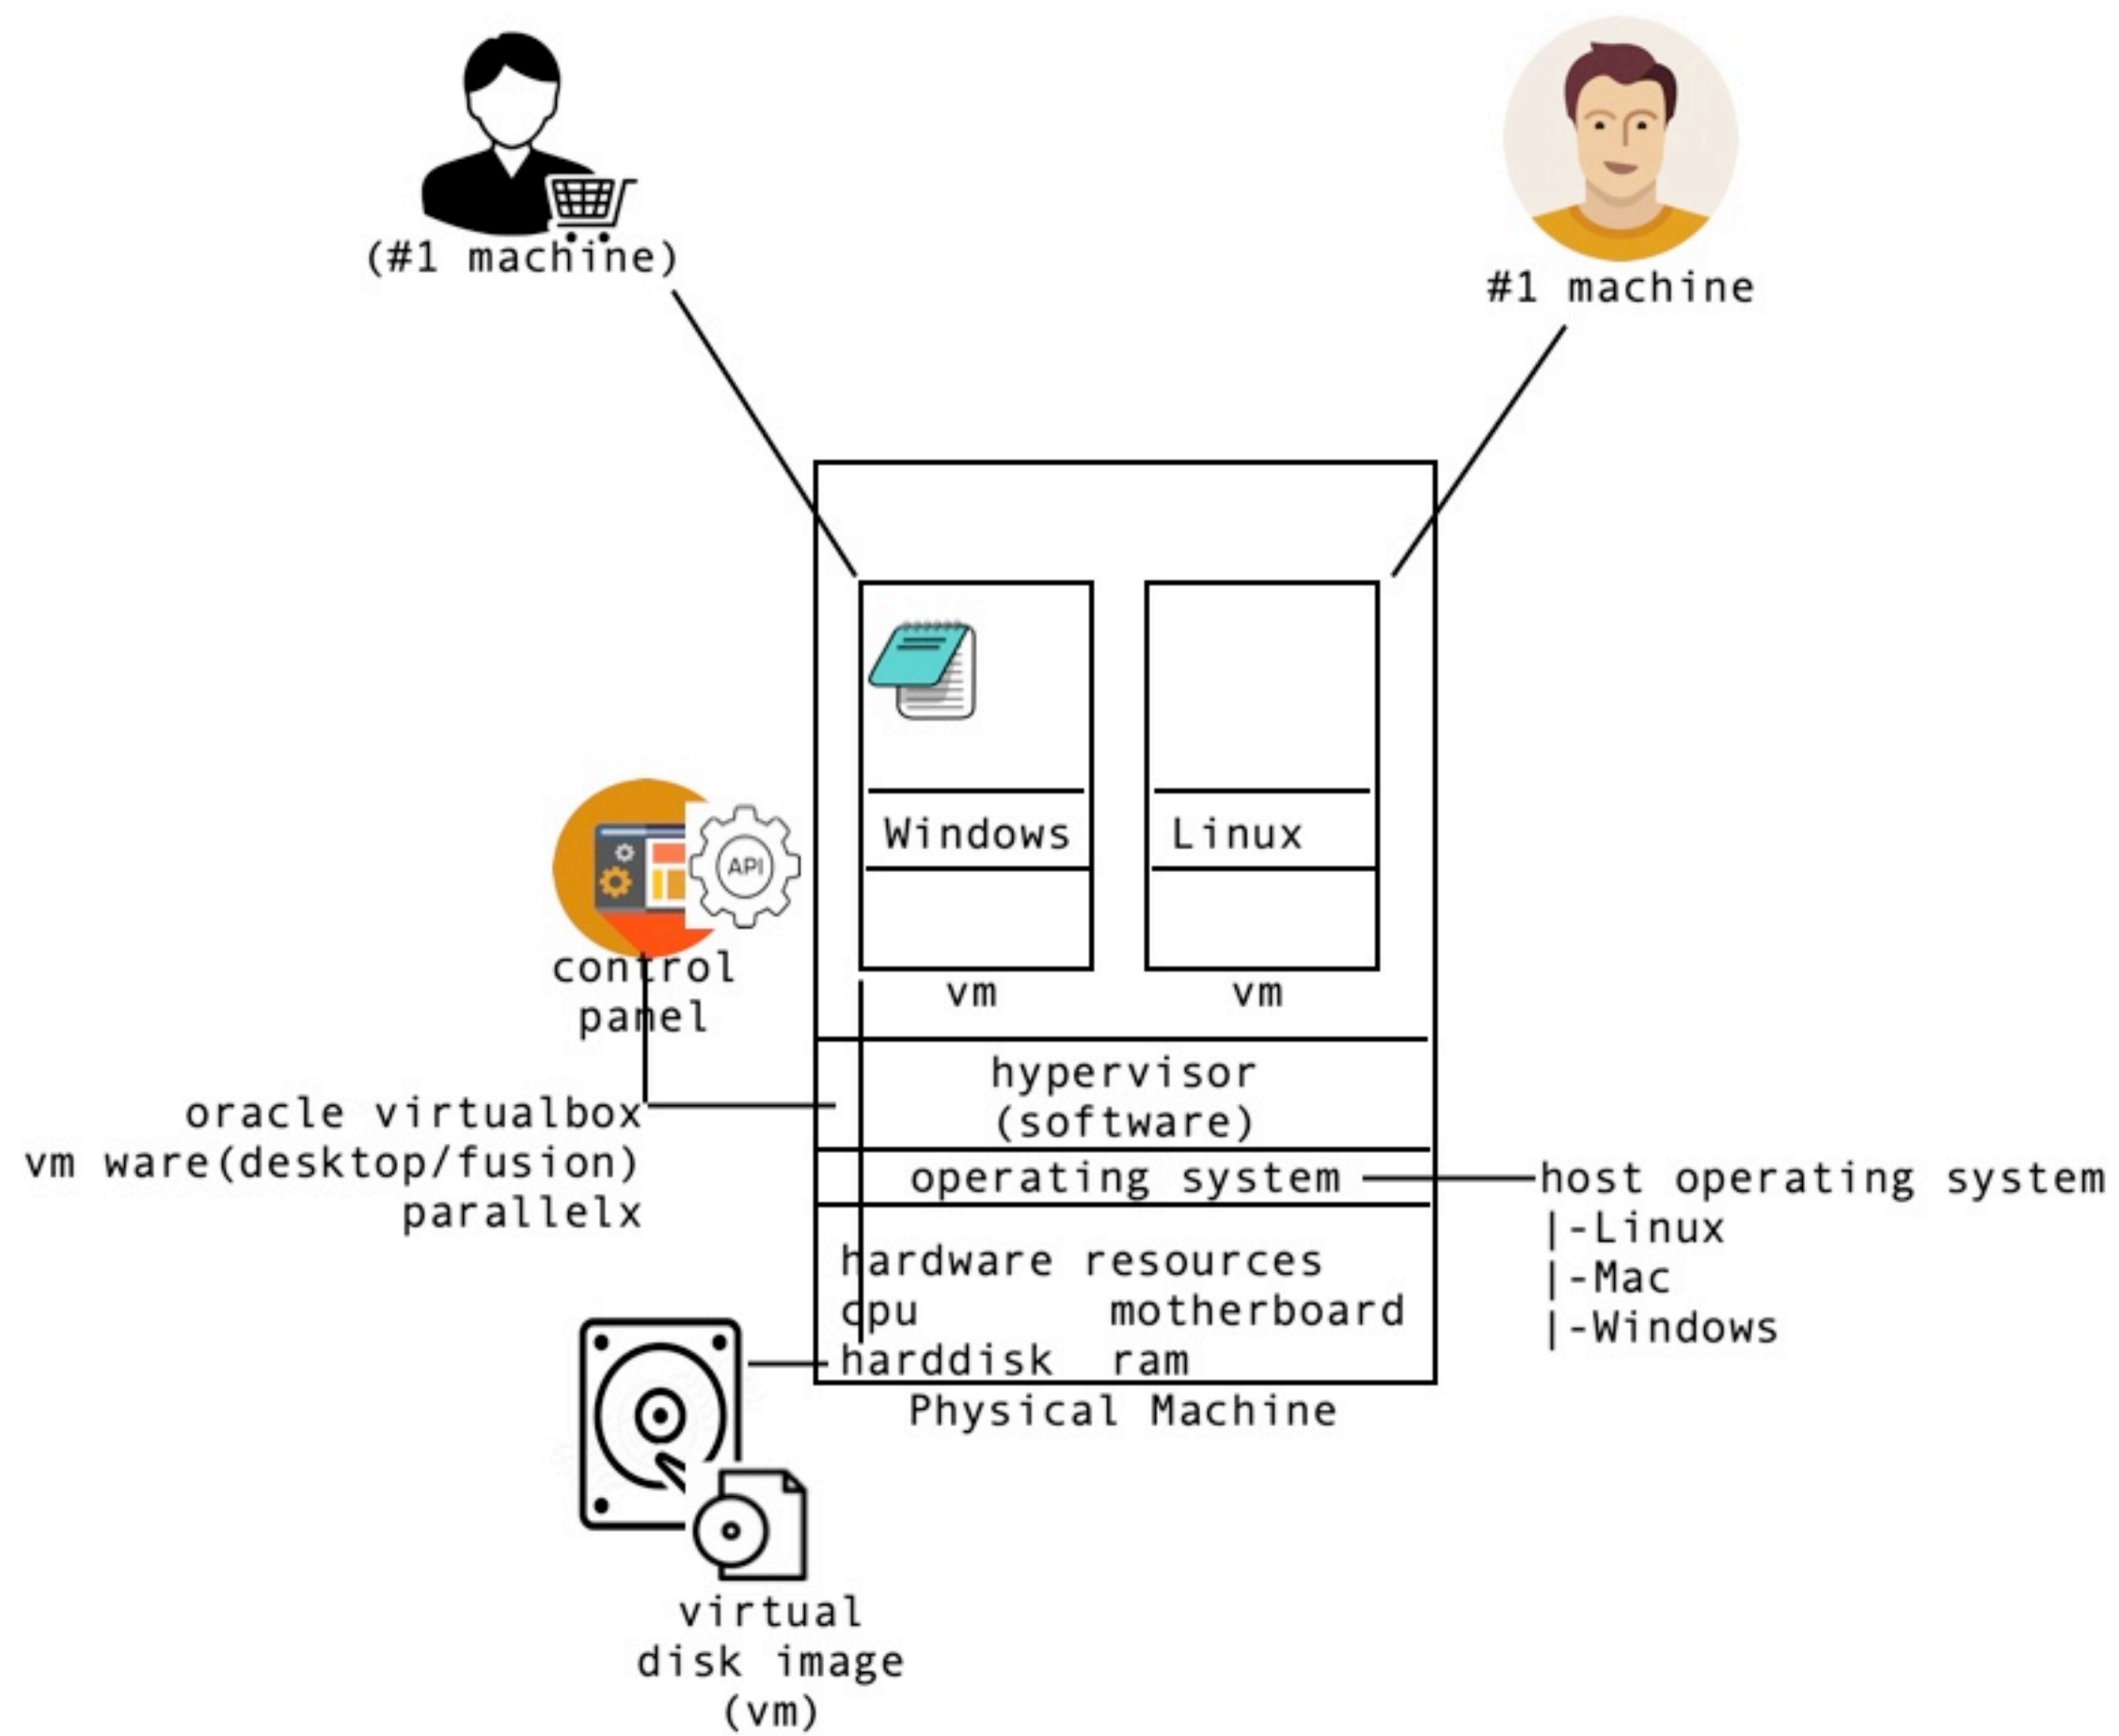 (#1 machine)
#1 machine
Windows
Linux
API
control
panel
vm
vm
hypervisor
(software)
oracle virtualbox
vm ware(desktop/fusion)
parallelx
operating system
host operating system
|-Linux
|-Mac
|-Windows
hardware resources
cpu motherboard
harddisk ram
Physical Machine
virtual
disk image
(vm)